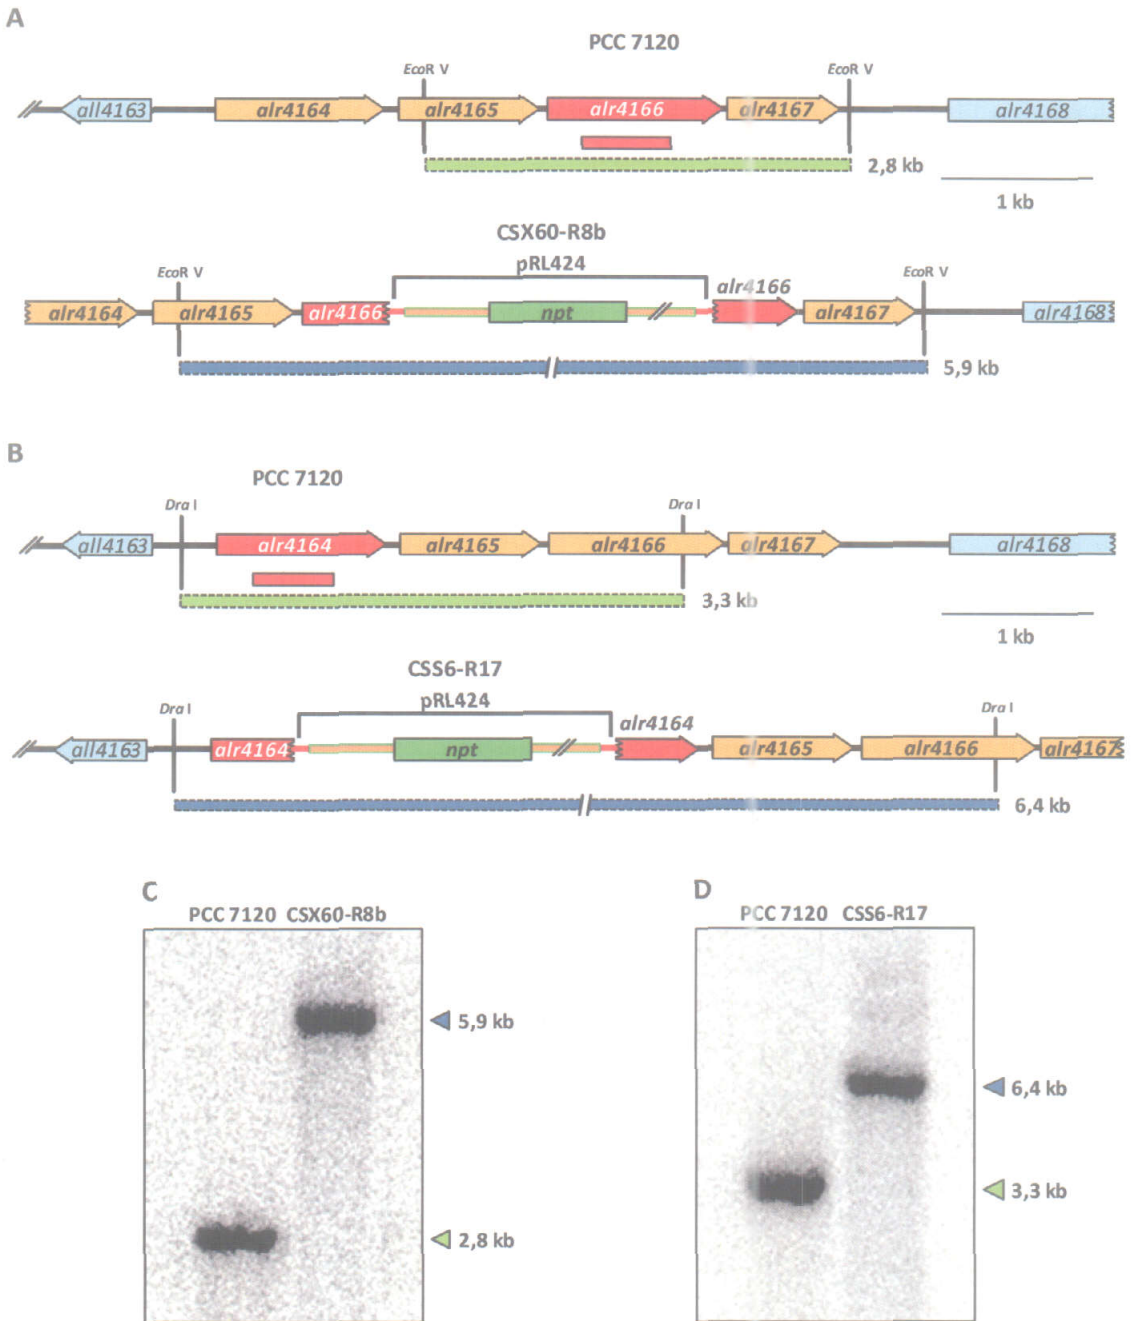 A
PCC 7120
EcoR V EcoR V
all4163 alr4164 alr4165 alr4166 alr4167 alr4168
2,8 kb
1 kb
CSX60-R8b
pRL424
EcoR V alr4166 EcoR V
alr4164 alr4165 alr4166 npt alr4167 alr4168
5,9 kb
B
PCC 7120
Dra I Dra I
all4163 alr4164 alr4165 alr4166 alr4167 alr4168
3,3 kb
1 kb
CSS6-R17
pRL424
Dra I alr4164 Dra I
all4163 alr4164 npt alr4165 alr4166 alr4167
6,4 kb
C
PCC 7120 CSX60-R8b
5,9 kb
2,8 kb
D
PCC 7120 CSS6-R17
6,4 kb
3,3 kb